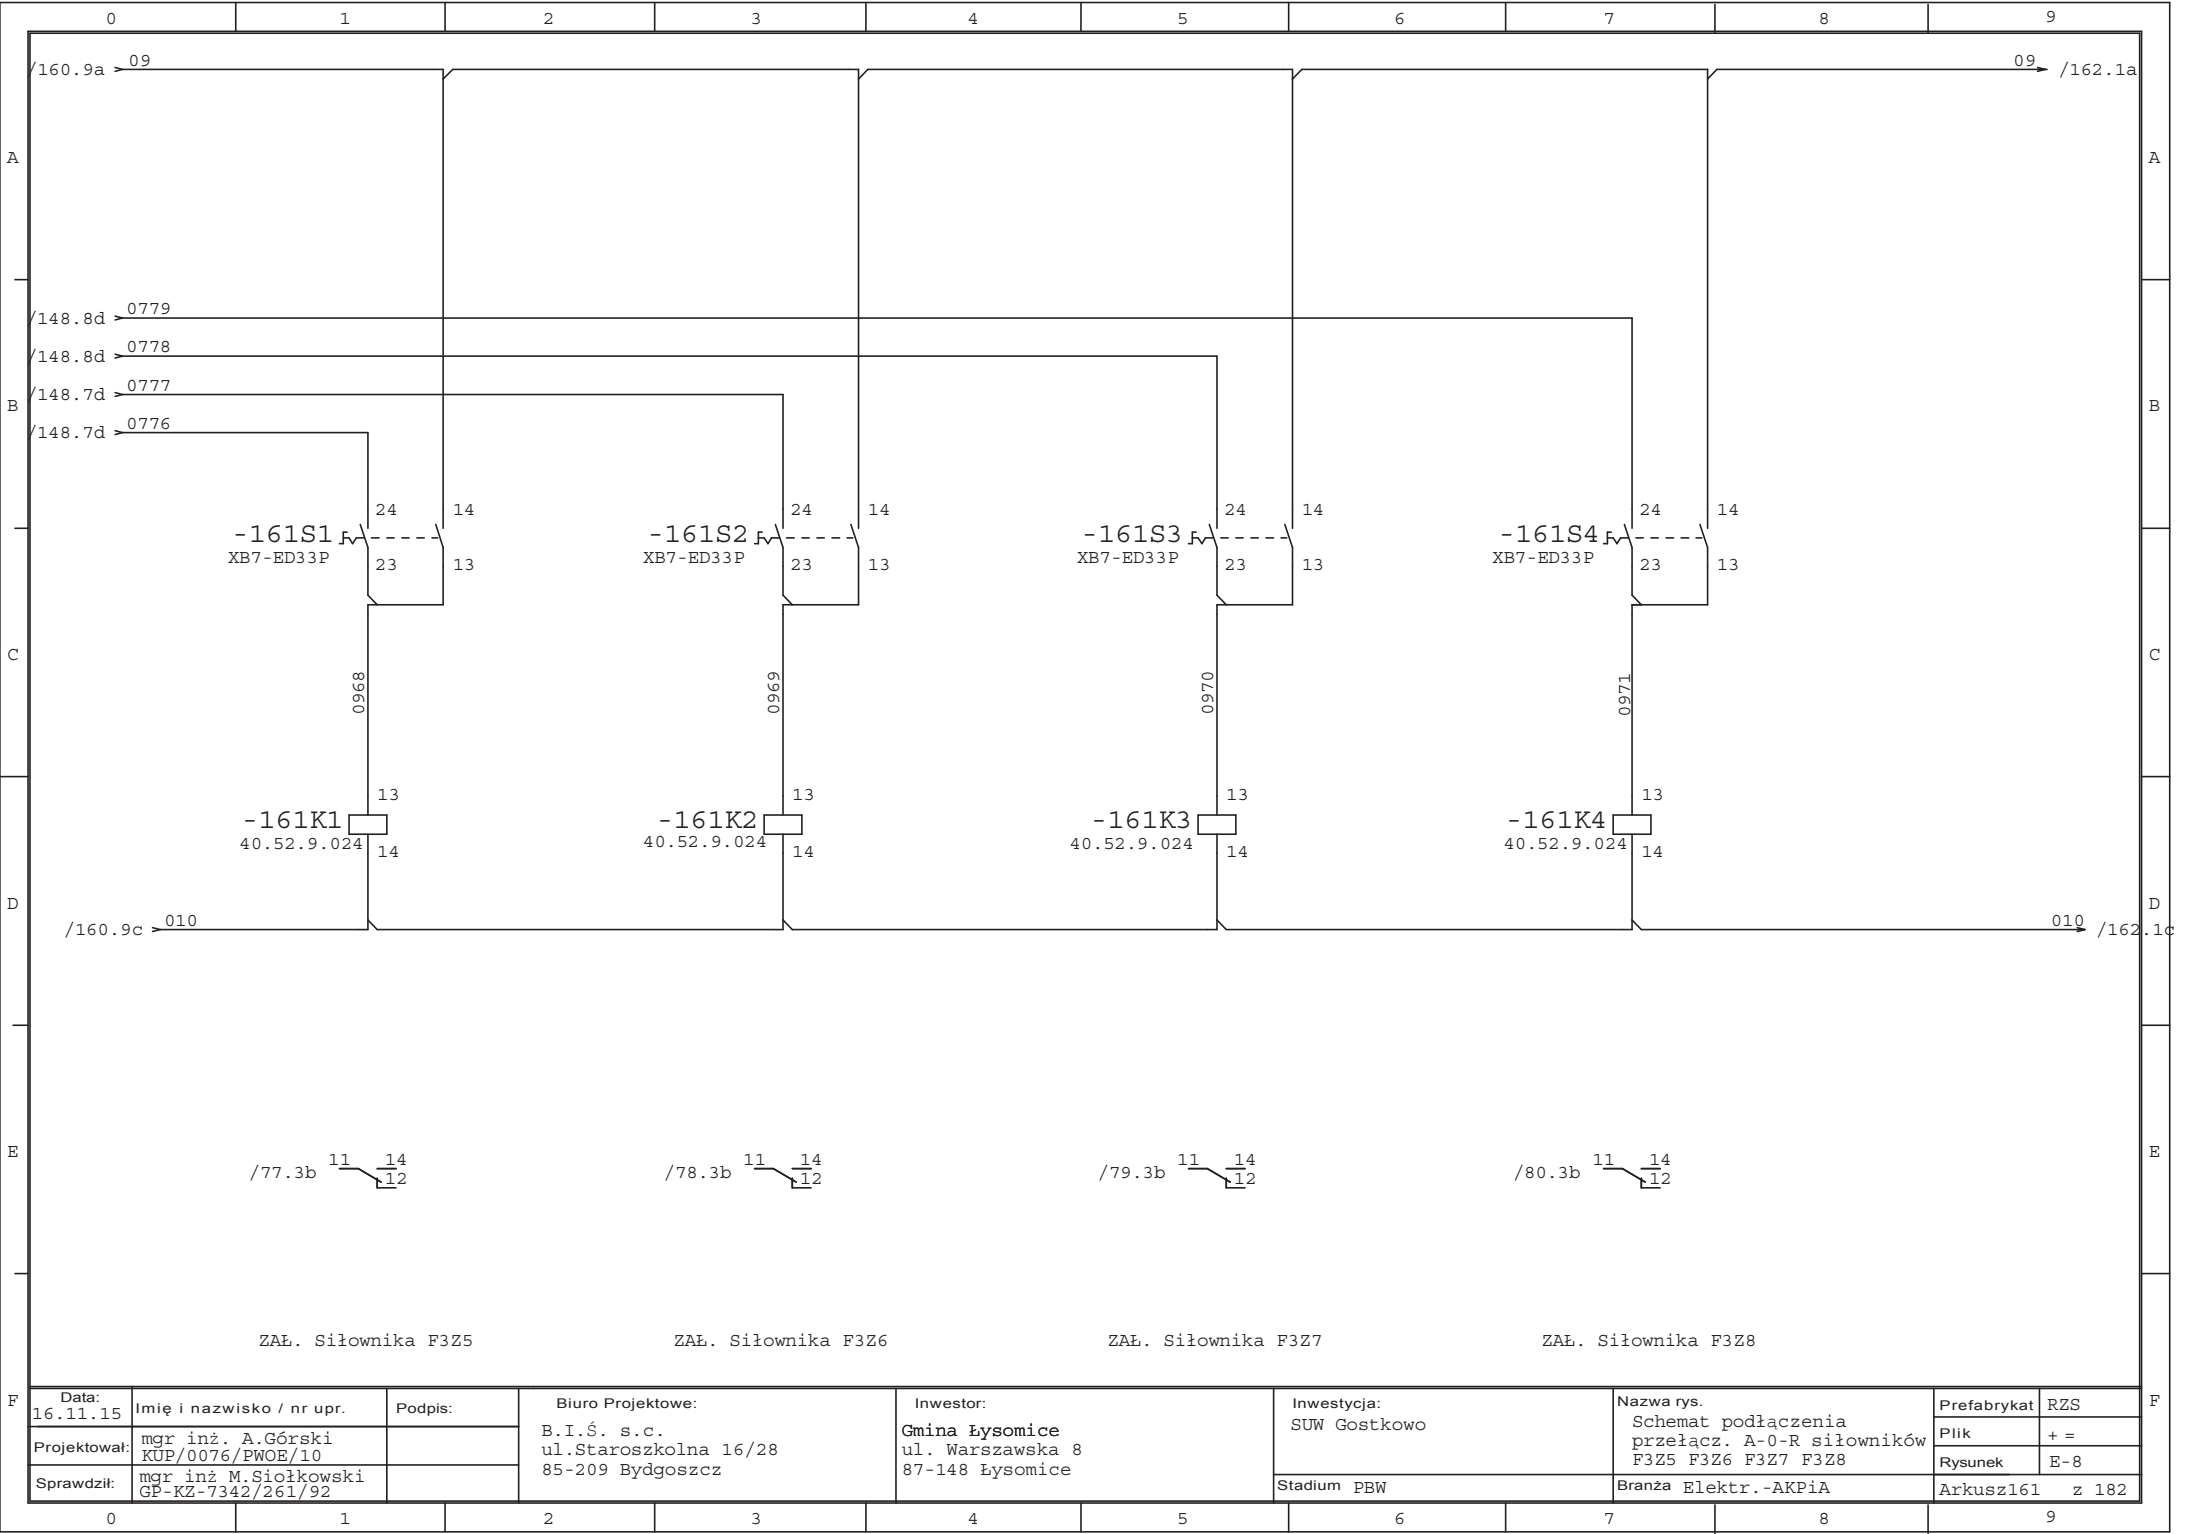 0 1 2 3 4 5 6 7 8 9
/160.9a 09 09 /162.1a
A A
/148.8d 0779
/148.8d 0778
/148.7d 0777
B B
/148.7d 0776
24 14 24 14 24 14 24 14
-161S1 -161S2 -161S3 -161S4
XB7-ED33P XB7-ED33P XB7-ED33P XB7-ED33P
23 13 23 13 23 13 23 13
C C
0968 0969 0970 0971
13 13 13 13
-161K1 -161K2 -161K3 -161K4
40.52.9.024 40.52.9.024 40.52.9.024 40.52.9.024
14 14 14 14
D D
/160.9c 010 010 /162.1c
E E
/77.3b 11 14 /78.3b 11 14 /79.3b 11 14 /80.3b 11 14
12 12 12 12
ZAŁ. Siłownika F3Z5 ZAŁ. Siłownika F3Z6 ZAŁ. Siłownika F3Z7 ZAŁ. Siłownika F3Z8
F F
Data:
16.11.15
Imię i nazwisko / nr upr.
Podpis:
Projektował:
mgr inż. A.Górski
KUP/0076/PWOE/10
Sprawdził:
mgr inż M.Siołkowski
GP-KZ-7342/261/92
Biuro Projektowe:
B.I.Ś. s.c.
ul.Staroszkolna 16/28
85-209 Bydgoszcz
Inwestor:
Gmina Łysomice
ul. Warszawska 8
87-148 Łysomice
Inwestycja:
SUW Gostkowo
Stadium PBW
Nazwa rys.
Schemat podłączenia
przełącz. A-0-R siłowników
F3Z5 F3Z6 F3Z7 F3Z8
Branża Elektr.-AKPiA
Prefabrykat RZS
Plik + =
Rysunek E-8
Arkusz161 z 182
0 1 2 3 4 5 6 7 8 9